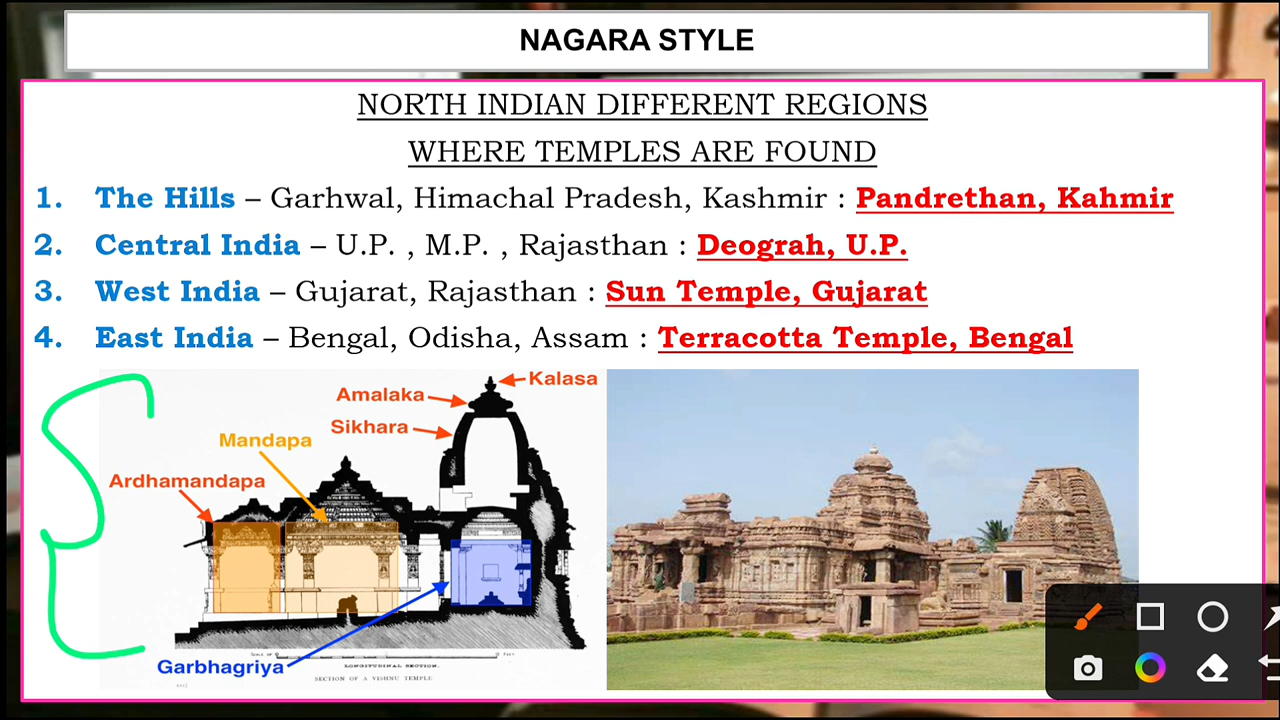 NAGARA STYLE
NORTH INDIAN DIFFERENT REGIONS
WHERE TEMPLES ARE FOUND
1. The Hills – Garhwal, Himachal Pradesh, Kashmir : Pandrethan, Kahmir
2. Central India – U.P. , M.P. , Rajasthan : Deograh, U.P.
3. West India – Gujarat, Rajasthan : Sun Temple, Gujarat
4. East India – Bengal, Odisha, Assam : Terracotta Temple, Bengal
Kalasa
Amalaka
Sikhara
Mandapa
Ardhamandapa
Garbhagriya
LONGITUDINAL SECTION.
SECTION OF A VISHNU TEMPLE